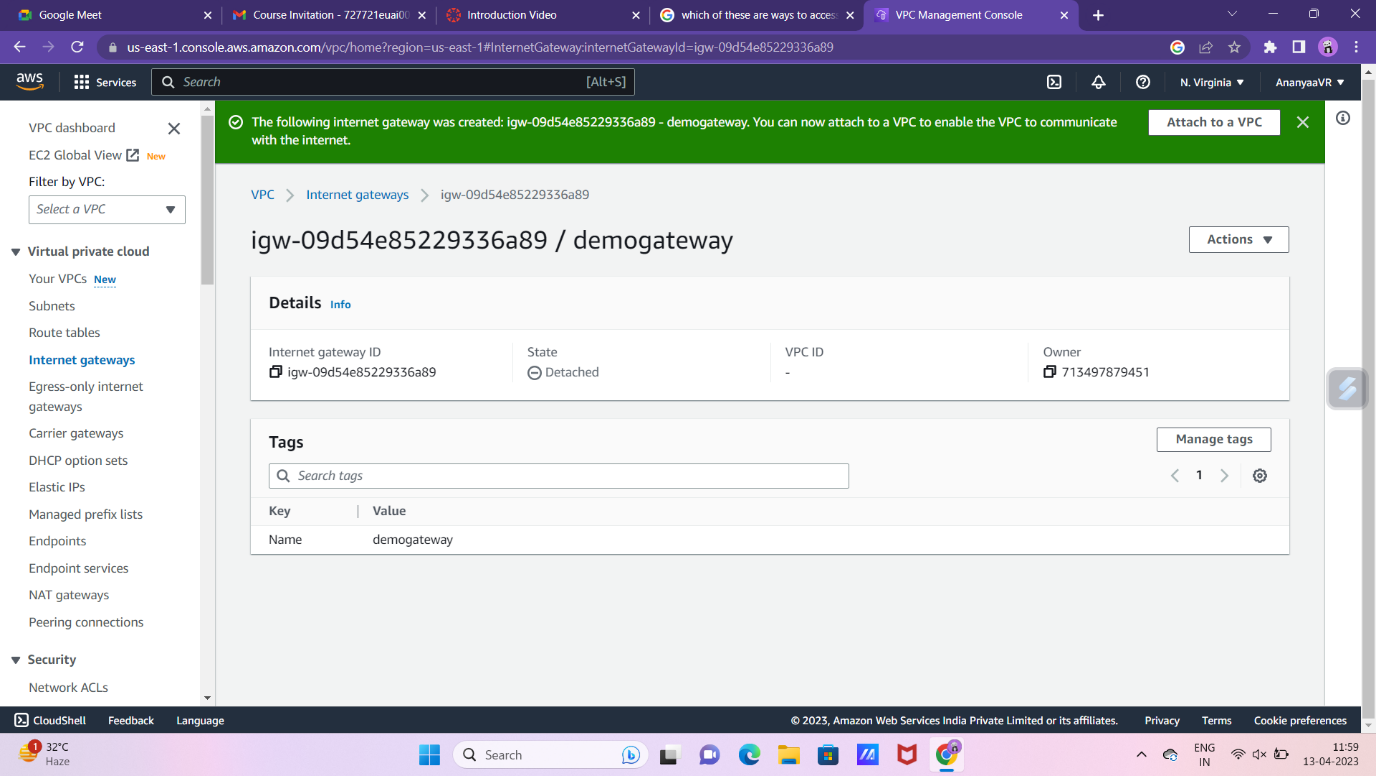 Google Meet
Course Invitation - 727721euai00
Introduction Video
which of these are ways to acces
VPC Management Console
us-east-1.console.aws.amazon.com/vpc/home?region=us-east-1#InternetGateway:internetGatewayId=igw-09d54e85229336a89
aws
Services
Search
[Alt+S]
N. Virginia
AnanyaaVR
VPC dashboard
EC2 Global View New
Filter by VPC:
Select a VPC
Virtual private cloud
Your VPCs New
Subnets
Route tables
Internet gateways
Egress-only internet
gateways
Carrier gateways
DHCP option sets
Elastic IPs
Managed prefix lists
Endpoints
Endpoint services
NAT gateways
Peering connections
Security
Network ACLs
The following internet gateway was created: igw-09d54e85229336a89 - demogateway. You can now attach to a VPC to enable the VPC to communicate
with the internet.
Attach to a VPC
VPC
Internet gateways
igw-09d54e85229336a89
igw-09d54e85229336a89 / demogateway
Actions
Details Info
Internet gateway ID
igw-09d54e85229336a89
State
Detached
VPC ID
-
Owner
713497879451
Tags
Manage tags
Search tags
1
Key
Value
Name
demogateway
CloudShell
Feedback
Language
© 2023, Amazon Web Services India Private Limited or its affiliates.
Privacy
Terms
Cookie preferences
1
32°C
Haze
Search
ENG
IN
11:59
13-04-2023